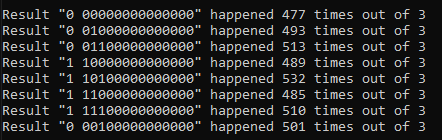 Result "0 00000000000000" happened 477 times out of 3
Result "0 01000000000000" happened 493 times out of 3
Result "0 01100000000000" happened 513 times out of 3
Result "1 10000000000000" happened 489 times out of 3
Result "1 10100000000000" happened 532 times out of 3
Result "1 11000000000000" happened 485 times out of 3
Result "1 11100000000000" happened 510 times out of 3
Result "0 00100000000000" happened 501 times out of 3